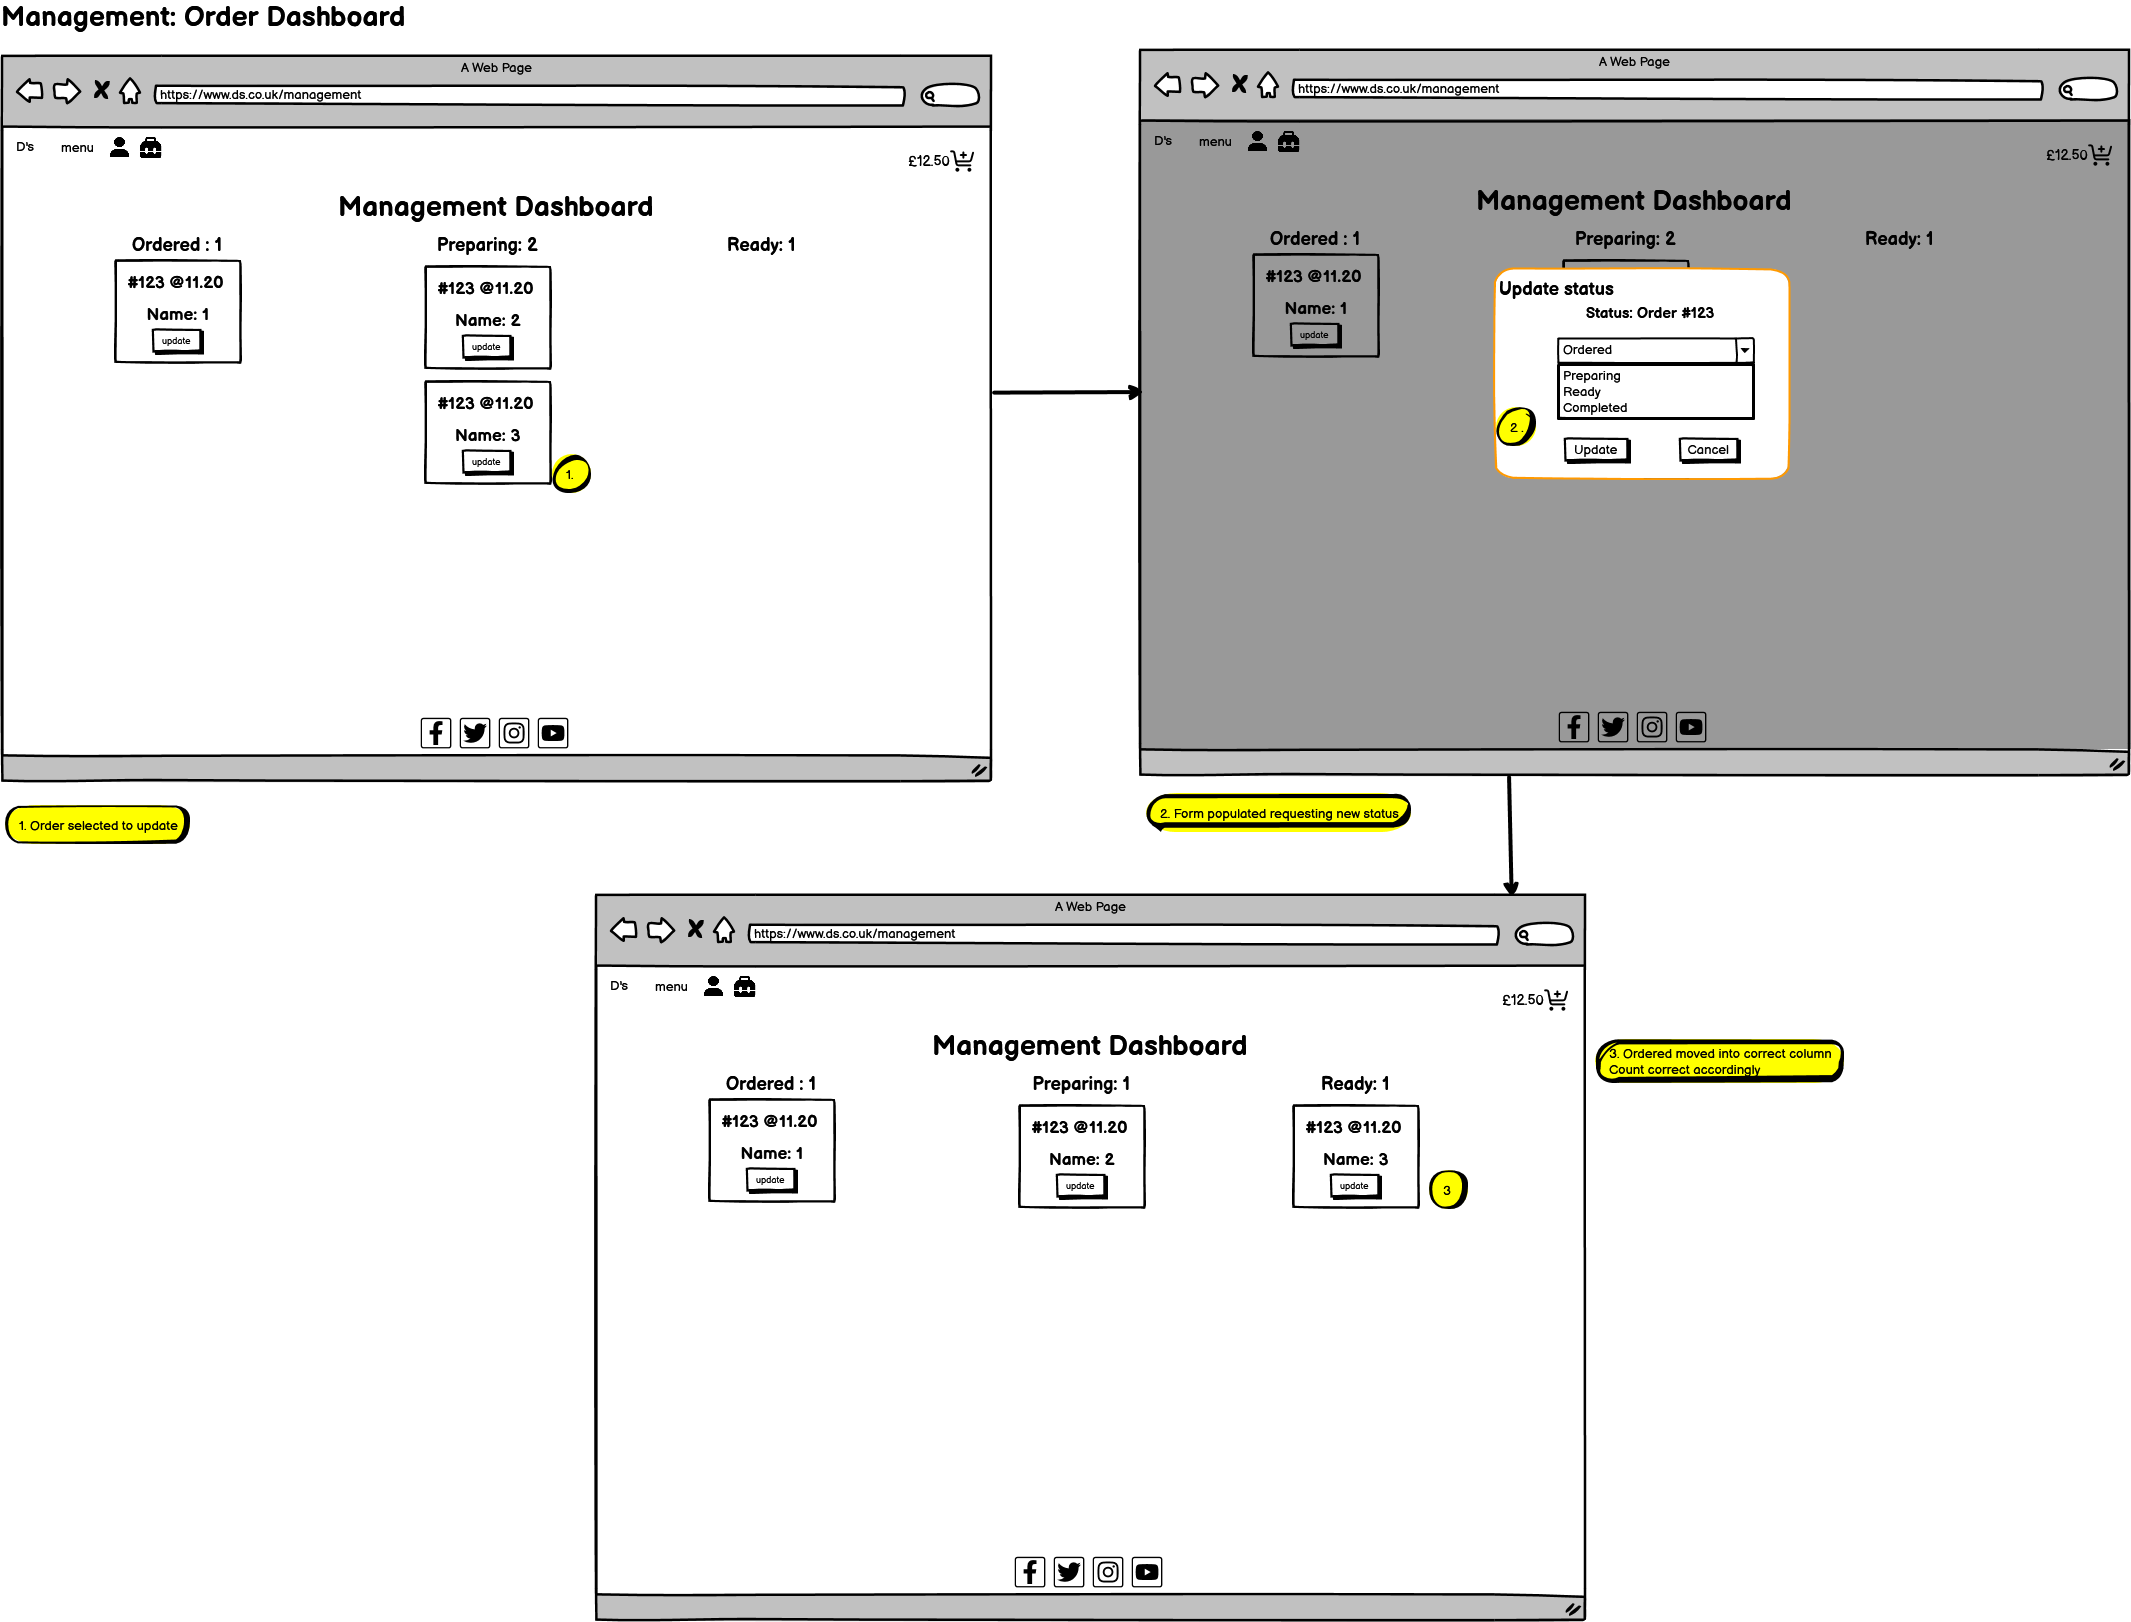 Management: Order Dashboard
A Web Page
https://www.ds.co.uk/management
D's menu £12.50
Management Dashboard
Ordered : 1 Preparing: 2 Ready: 1
#123 @11.20
Name: 1
update
#123 @11.20
Name: 2
update
#123 @11.20
Name: 3
update
1.
1. Order selected to update
A Web Page
https://www.ds.co.uk/management
D's menu £12.50
Management Dashboard
Ordered : 1 Preparing: 2 Ready: 1
#123 @11.20
Name: 1
update
Update status
Status: Order #123
Ordered
Preparing
Ready
Completed
2 .
Update Cancel
2. Form populated requesting new status
A Web Page
https://www.ds.co.uk/management
D's menu £12.50
Management Dashboard
Ordered : 1 Preparing: 1 Ready: 1
#123 @11.20
Name: 1
update
#123 @11.20
Name: 2
update
#123 @11.20
Name: 3
update
3
3. Ordered moved into correct column
Count correct accordingly